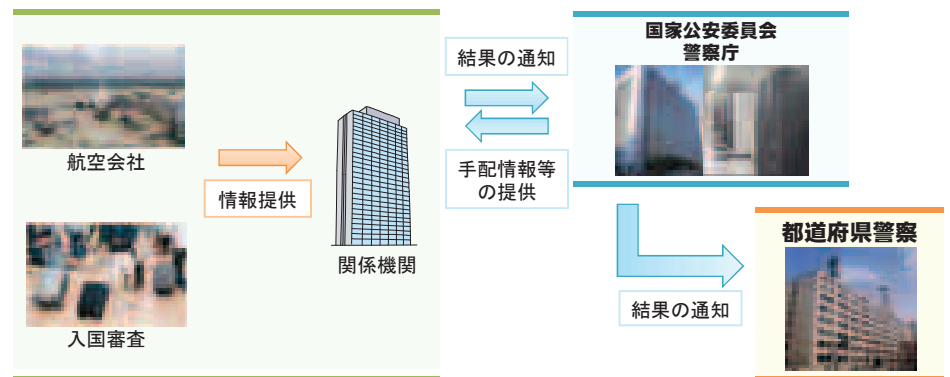 航空会社
入国審査
情報提供
関係機関
結果の通知
手配情報等
の提供
国家公安委員会
警察庁
結果の通知
都道府県警察